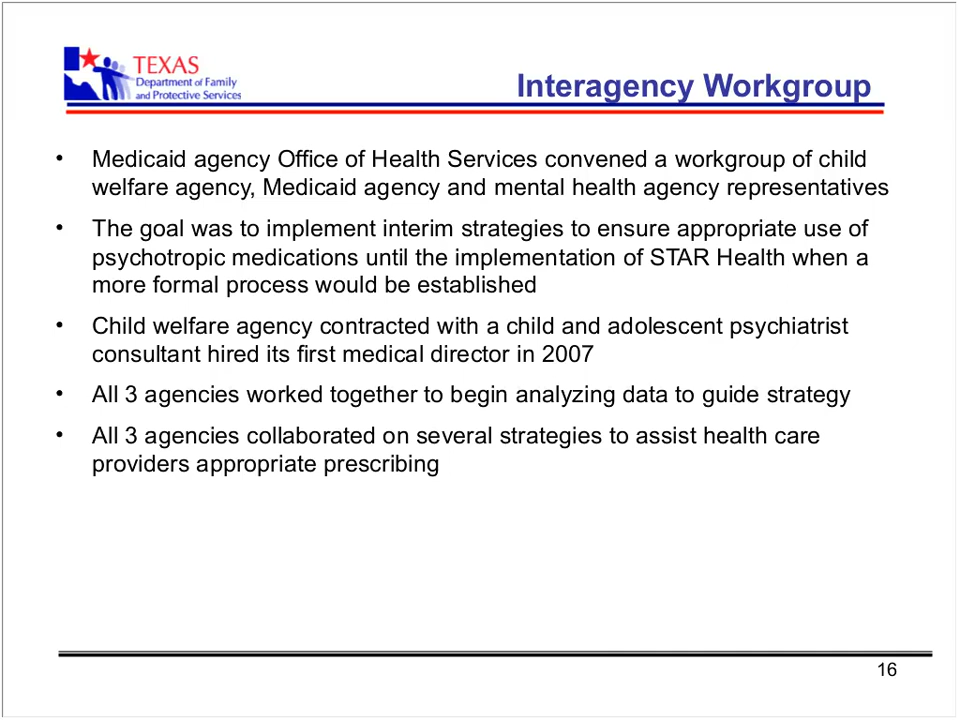 TEXAS
Department of Family
and Protective Services
Interagency Workgroup
• Medicaid agency Office of Health Services convened a workgroup of child
welfare agency, Medicaid agency and mental health agency representatives
• The goal was to implement interim strategies to ensure appropriate use of
psychotropic medications until the implementation of STAR Health when a
more formal process would be established
• Child welfare agency contracted with a child and adolescent psychiatrist
consultant hired its first medical director in 2007
• All 3 agencies worked together to begin analyzing data to guide strategy
• All 3 agencies collaborated on several strategies to assist health care
providers appropriate prescribing
16